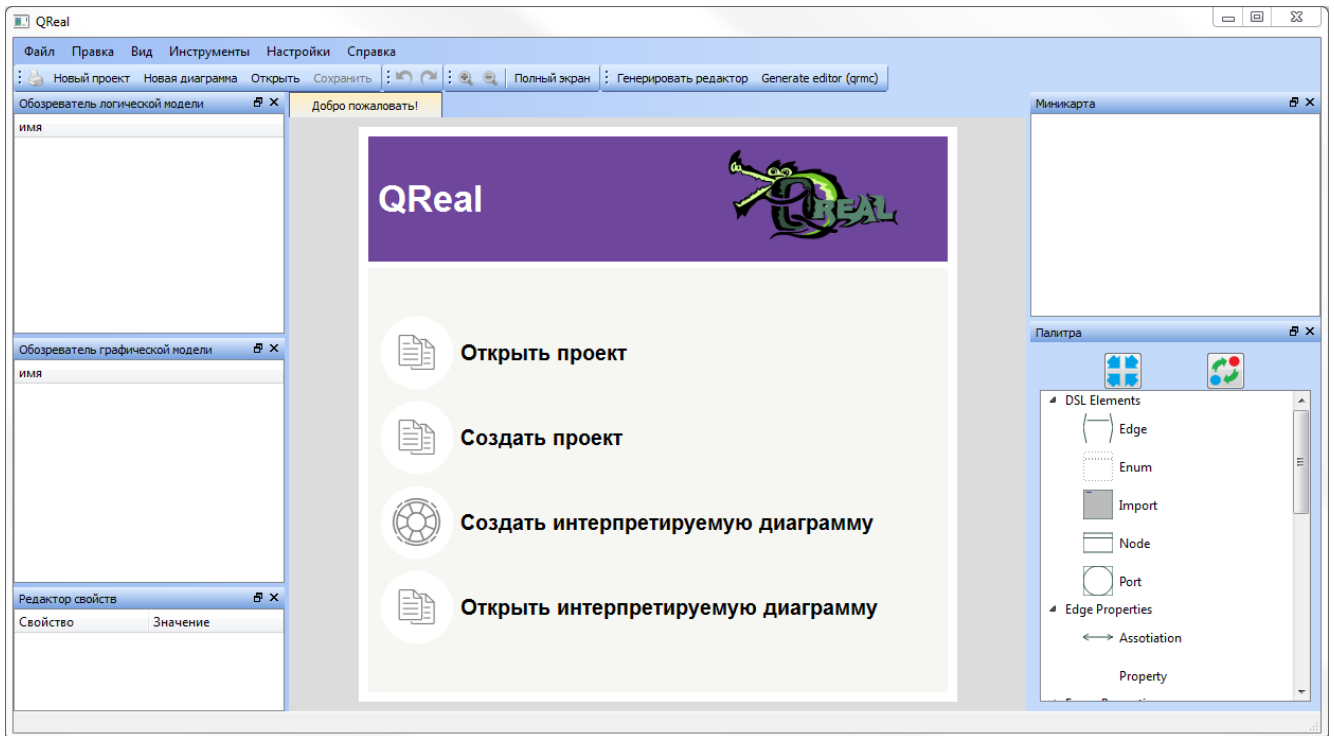 QReal
Файл Правка Вид Инструменты Настройки Справка
Новый проект Новая диаграмма Открыть Сохранить Полный экран Генерировать редактор Generate editor (qrmc)
Обозреватель логической модели
имя
Обозреватель графической модели
имя
Редактор свойств
Свойство Значение
Добро пожаловать!
QReal
QREAL
Открыть проект
Создать проект
Создать интерпретируемую диаграмму
Открыть интерпретируемую диаграмму
Миникарта
Палитра
DSL Elements
Edge
Enum
Import
Node
Port
Edge Properties
Assotiation
Property